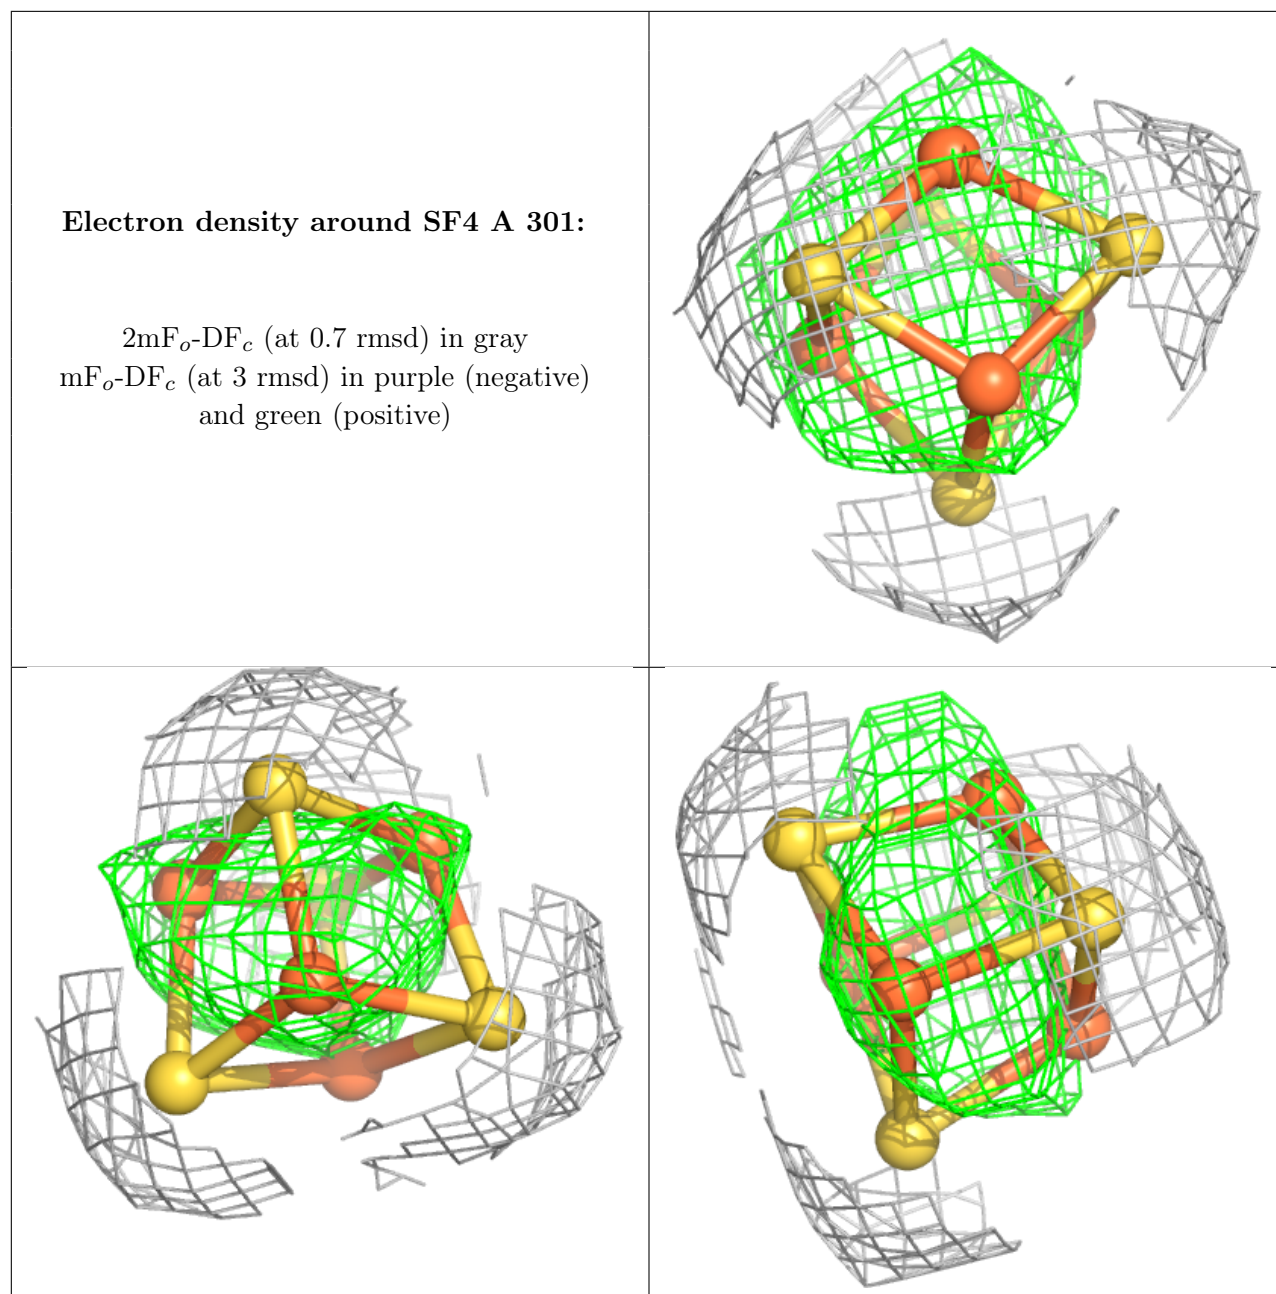 Electron density around SF4 A 301:
2mFo-DFc (at 0.7 rmsd) in gray
mFo-DFc (at 3 rmsd) in purple (negative)
and green (positive)